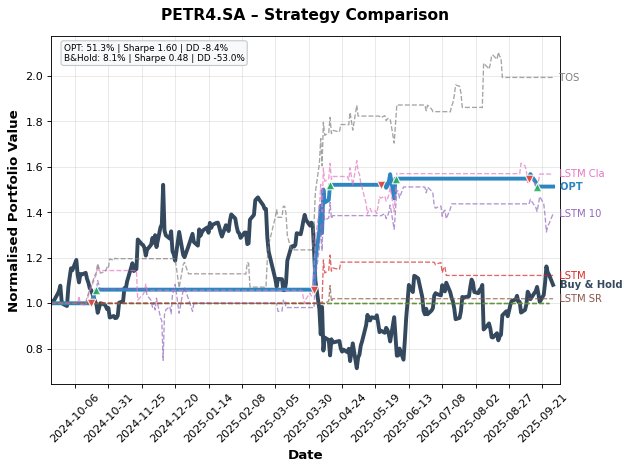 PETR4.SA – Strategy Comparison
OPT: 51.3% | Sharpe 1.60 | DD -8.4%
B&Hold: 8.1% | Sharpe 0.48 | DD -53.0%
Normalised Portfolio Value
2.0
1.8
1.6
1.4
1.2
1.0
0.8
TOS
LSTM Cla
OPT
LSTM 10
LSTM
Buy & Hold
LSTM SR
2024-10-06
2024-10-31
2024-11-25
2024-12-20
2025-01-14
2025-02-08
2025-03-05
2025-03-30
2025-04-24
2025-05-19
2025-06-13
2025-07-08
2025-08-02
2025-08-27
2025-09-21
Date